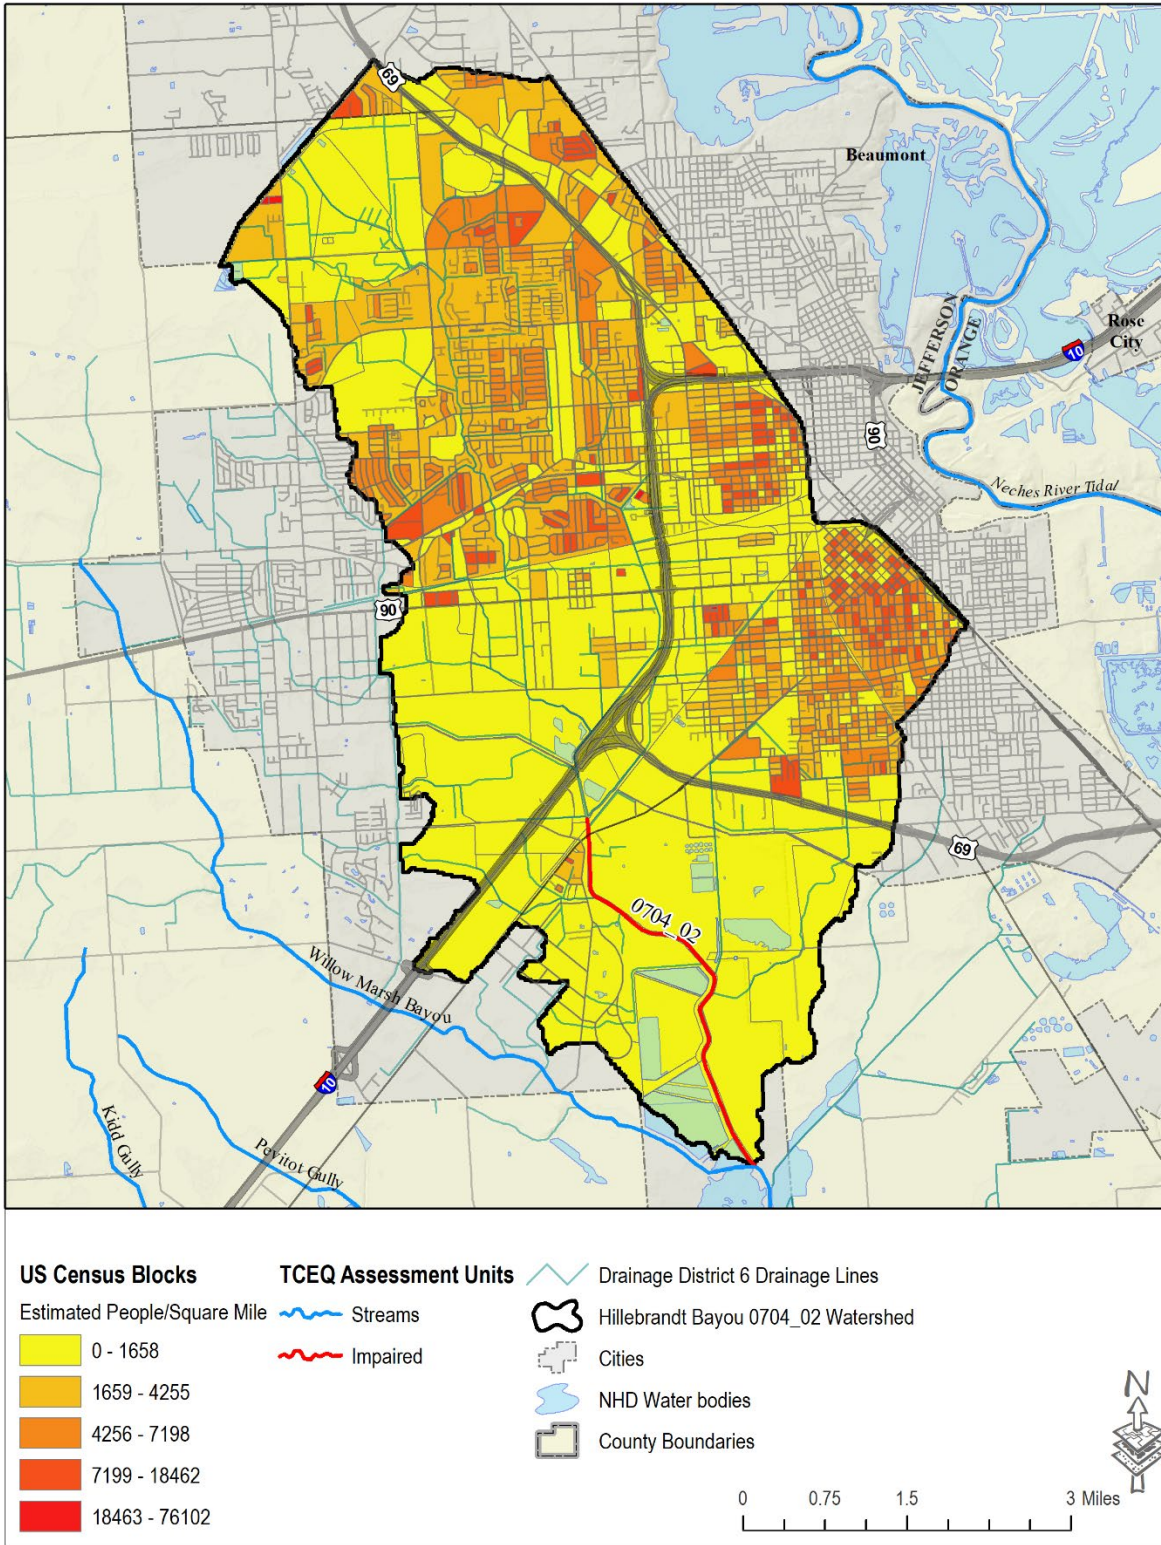 69
Beaumont
JEFFERSON
ORANGE
Rose
City
10
90
Neches River Tidal
90
69
0704_02
Willow Marsh Bayou
10
Kidd Gully
Pevitot Gully
US Census Blocks
Estimated People/Square Mile
0 - 1658
1659 - 4255
4256 - 7198
7199 - 18462
18463 - 76102
TCEQ Assessment Units
Streams
Impaired
Drainage District 6 Drainage Lines
Hillebrandt Bayou 0704_02 Watershed
Cities
NHD Water bodies
County Boundaries
N
0 0.75 1.5 3 Miles